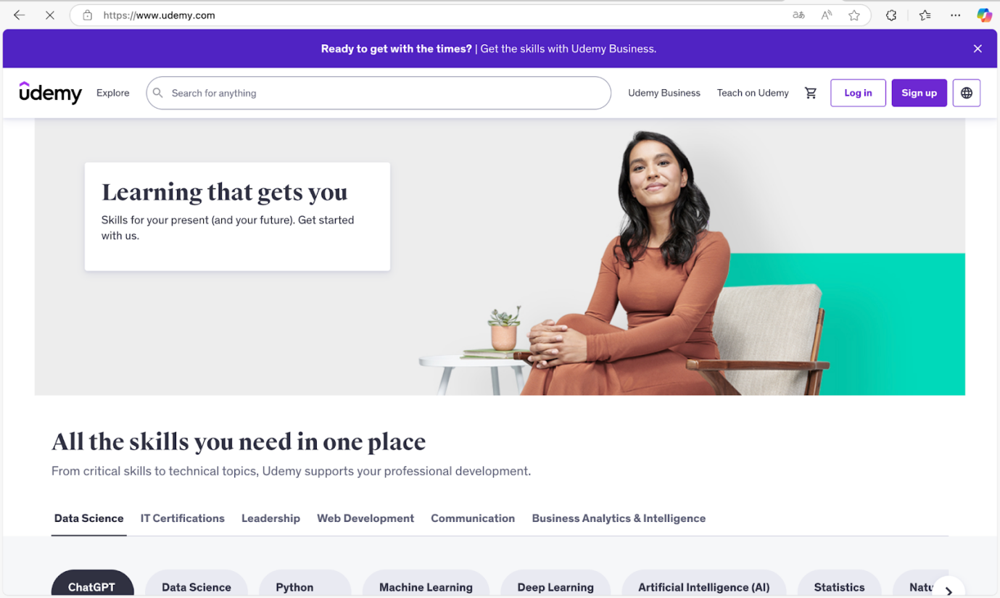 https://www.udemy.com
Ready to get with the times? | Get the skills with Udemy Business.
udemy
Explore
Search for anything
Udemy Business
Teach on Udemy
Log in
Sign up
Learning that gets you
Skills for your present (and your future). Get started
with us.
All the skills you need in one place
From critical skills to technical topics, Udemy supports your professional development.
Data Science
IT Certifications
Leadership
Web Development
Communication
Business Analytics & Intelligence
ChatGPT
Data Science
Python
Machine Learning
Deep Learning
Artificial Intelligence (AI)
Statistics
Natu